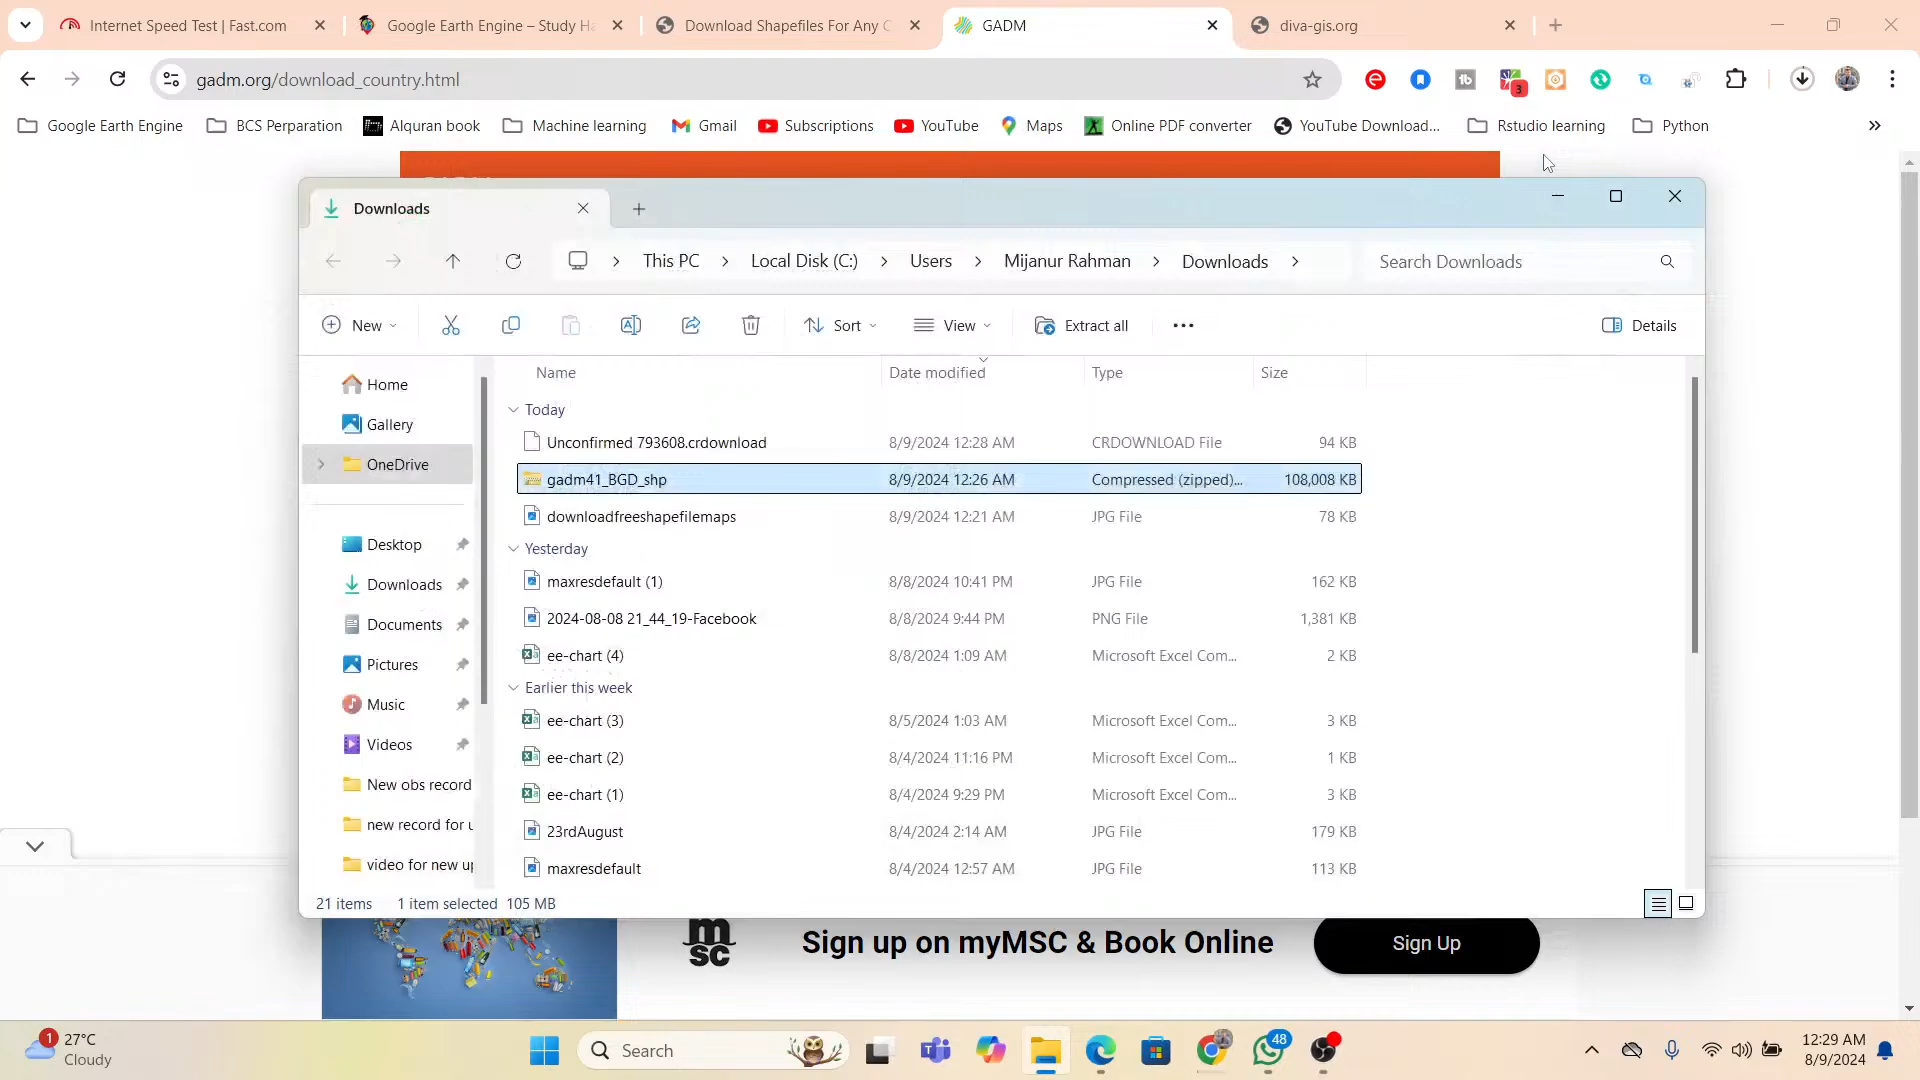 Internet Speed Test | Fast.com
Google Earth Engine – Study Ha
Download Shapefiles For Any C
GADM
diva-gis.org
gadm.org/download_country.html
3
Google Earth Engine
BCS Perparation
Alquran book
Machine learning
Gmail
Subscriptions
YouTube
Maps
Online PDF converter
YouTube Download...
Rstudio learning
Python
Downloads
This PC
Local Disk (C:)
Users
Mijanur Rahman
Downloads
Search Downloads
New
Sort
View
Extract all
Details
Home
Gallery
OneDrive
Desktop
Downloads
Documents
Pictures
Music
Videos
New obs record
new record for u
video for new up
Name Date modified Type Size
Today
Unconfirmed 793608.crdownload 8/9/2024 12:28 AM CRDOWNLOAD File 94 KB
gadm41_BGD_shp 8/9/2024 12:26 AM Compressed (zipped)... 108,008 KB
downloadfreeshapefilemaps 8/9/2024 12:21 AM JPG File 78 KB
Yesterday
maxresdefault (1) 8/8/2024 10:41 PM JPG File 162 KB
2024-08-08 21_44_19-Facebook 8/8/2024 9:44 PM PNG File 1,381 KB
ee-chart (4) 8/8/2024 1:09 AM Microsoft Excel Com... 2 KB
Earlier this week
ee-chart (3) 8/5/2024 1:03 AM Microsoft Excel Com... 3 KB
ee-chart (2) 8/4/2024 11:16 PM Microsoft Excel Com... 1 KB
ee-chart (1) 8/4/2024 9:29 PM Microsoft Excel Com... 3 KB
23rdAugust 8/4/2024 2:14 AM JPG File 179 KB
maxresdefault 8/4/2024 12:57 AM JPG File 113 KB
21 items 1 item selected 105 MB
m
sc
Sign up on myMSC & Book Online
Sign Up
1
27°C
Cloudy
Search
48
12:29 AM
8/9/2024